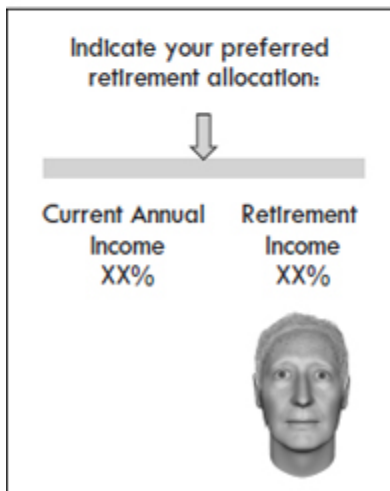 Indicate your preferred
retirement allocation:
Current Annual
Income
XX%
Retirement
Income
XX%